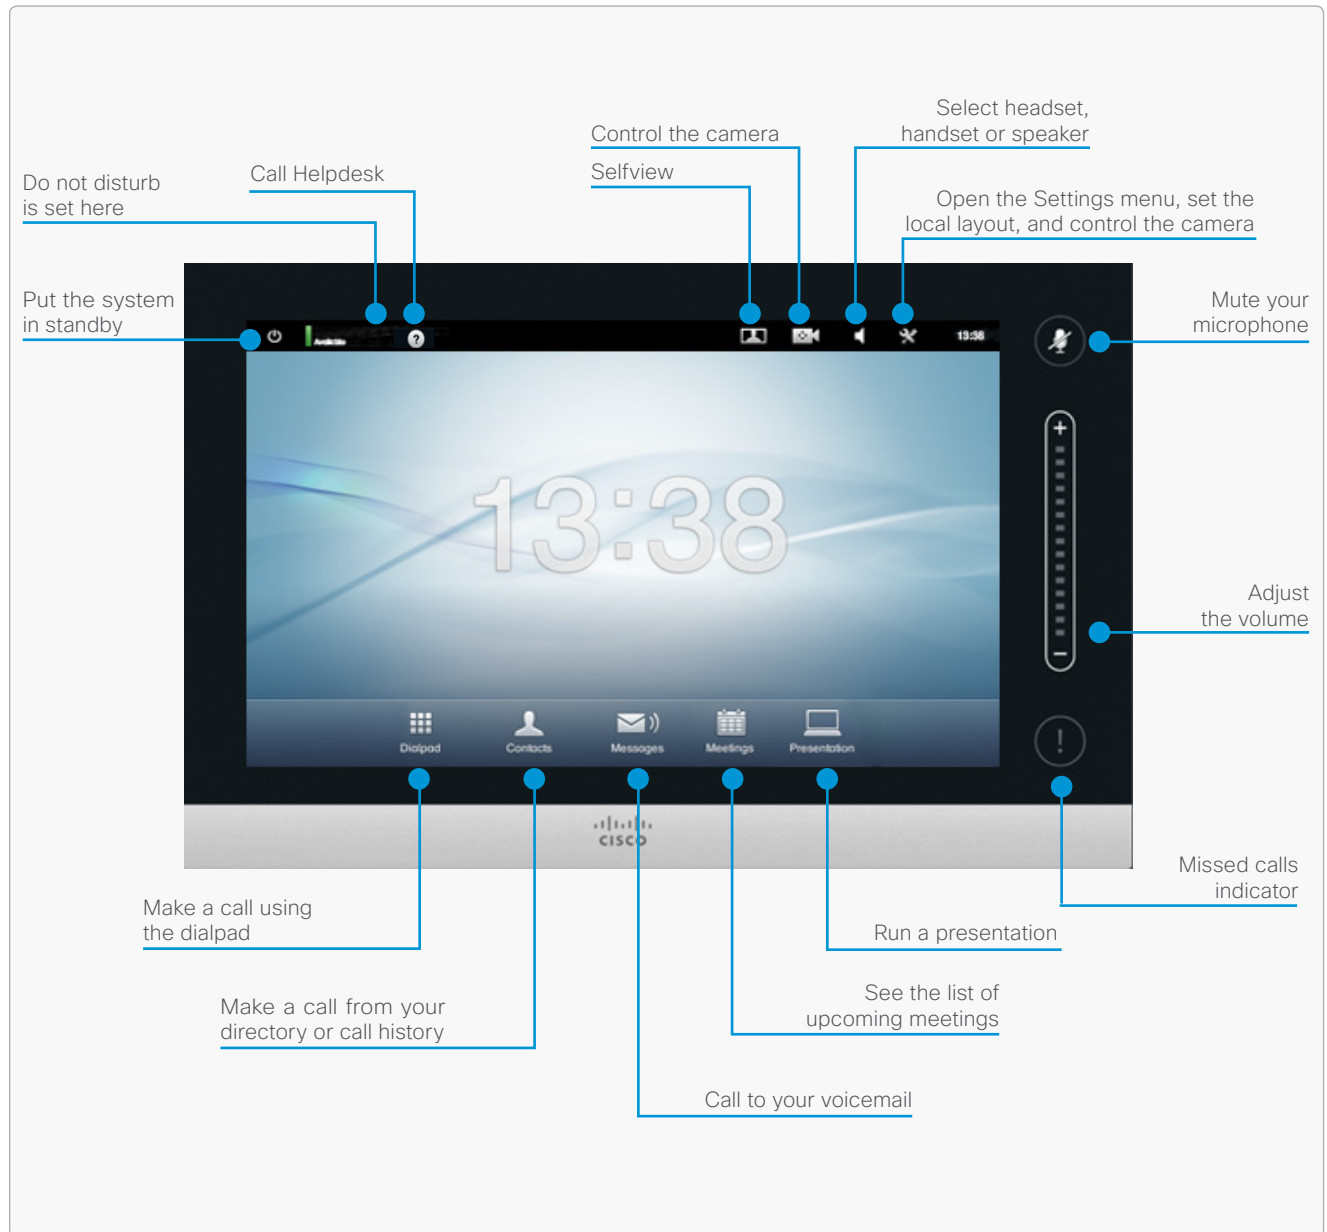 Select headset,
handset or speaker
Control the camera
Selfview
Call Helpdesk
Do not disturb
is set here
Open the Settings menu, set the
local layout, and control the camera
Put the system
in standby
Mute your
microphone
Available
?
13:38
13:38
+
–
Adjust
the volume
Dialpad
Contacts
Messages
Meetings
Presentation
!
CISCO
Missed calls
indicator
Make a call using
the dialpad
Run a presentation
Make a call from your
directory or call history
See the list of
upcoming meetings
Call to your voicemail